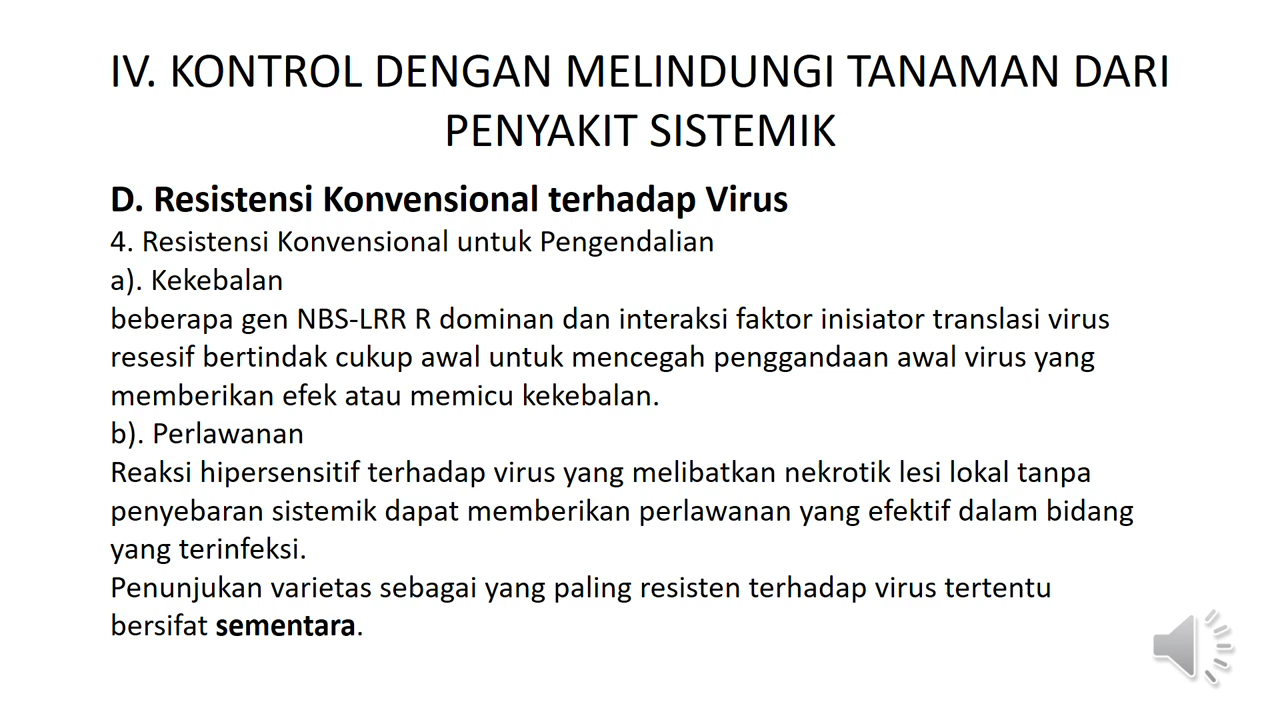 IV. KONTROL DENGAN MELINDUNGI TANAMAN DARI
PENYAKIT SISTEMIK
D. Resistensi Konvensional terhadap Virus
4. Resistensi Konvensional untuk Pengendalian
a). Kekebalan
beberapa gen NBS-LRR R dominan dan interaksi faktor inisiator translasi virus
resesif bertindak cukup awal untuk mencegah penggandaan awal virus yang
memberikan efek atau memicu kekebalan.
b). Perlawanan
Reaksi hipersensitif terhadap virus yang melibatkan nekrotik lesi lokal tanpa
penyebaran sistemik dapat memberikan perlawanan yang efektif dalam bidang
yang terinfeksi.
Penunjukan varietas sebagai yang paling resisten terhadap virus tertentu
bersifat sementara.